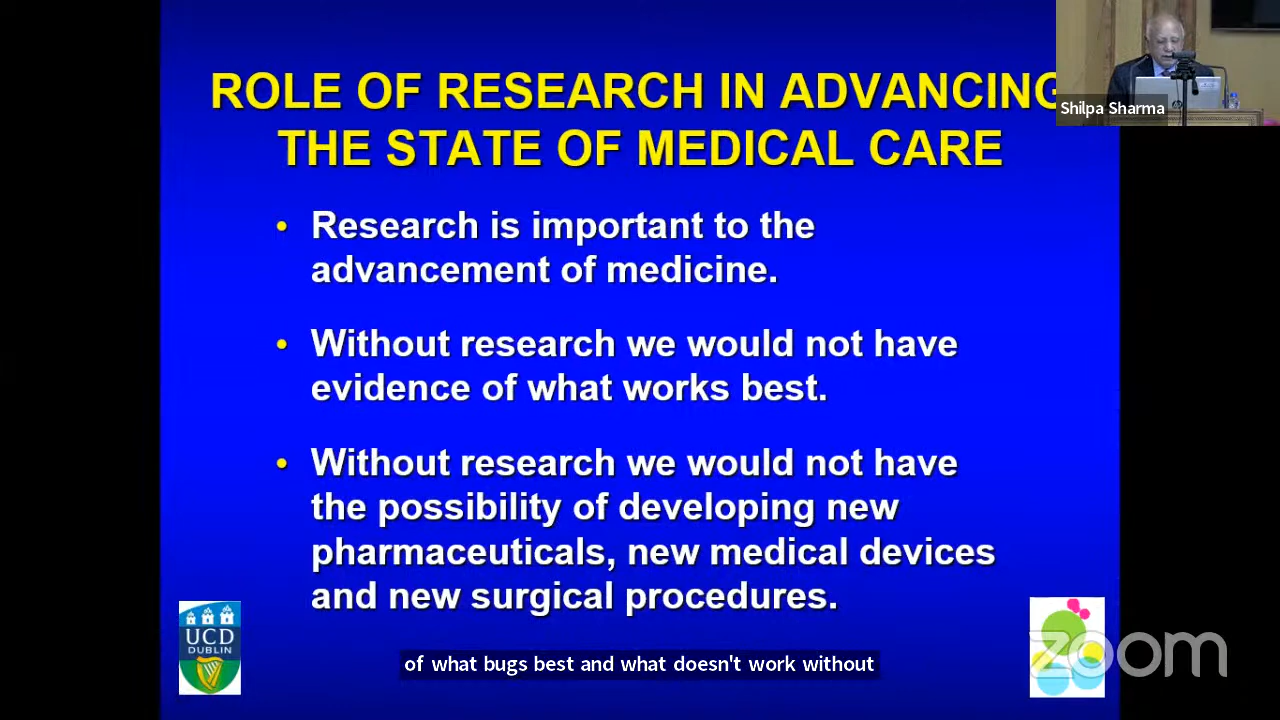 ROLE OF RESEARCH IN ADVANCING
THE STATE OF MEDICAL CARE
Shilpa Sharma
• Research is important to the
advancement of medicine.
• Without research we would not have
evidence of what works best.
• Without research we would not have
the possibility of developing new
pharmaceuticals, new medical devices
and new surgical procedures.
UCD
DUBLIN
of what bugs best and what doesn't work without
zoom